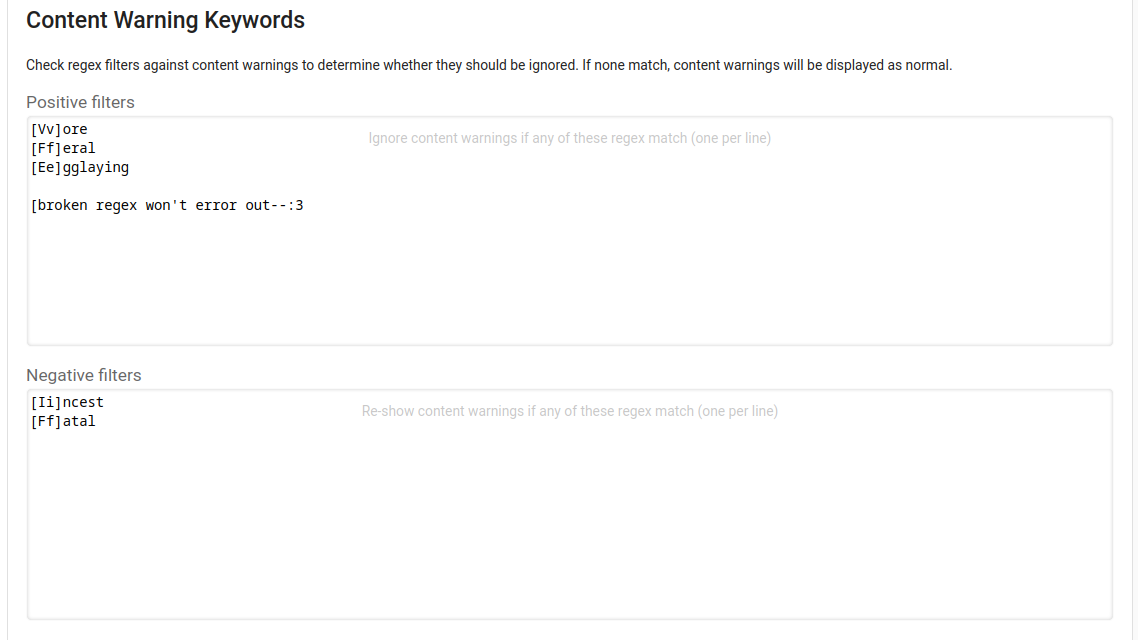 Content Warning Keywords
Check regex filters against content warnings to determine whether they should be ignored. If none match, content warnings will be displayed as normal.
Positive filters
Ignore content warnings if any of these regex match (one per line)
[Vv]ore
[Ff]eral
[Ee]gglaying
[broken regex won't error out--:3
Negative filters
Re-show content warnings if any of these regex match (one per line)
[Ii]ncest
[Ff]atal